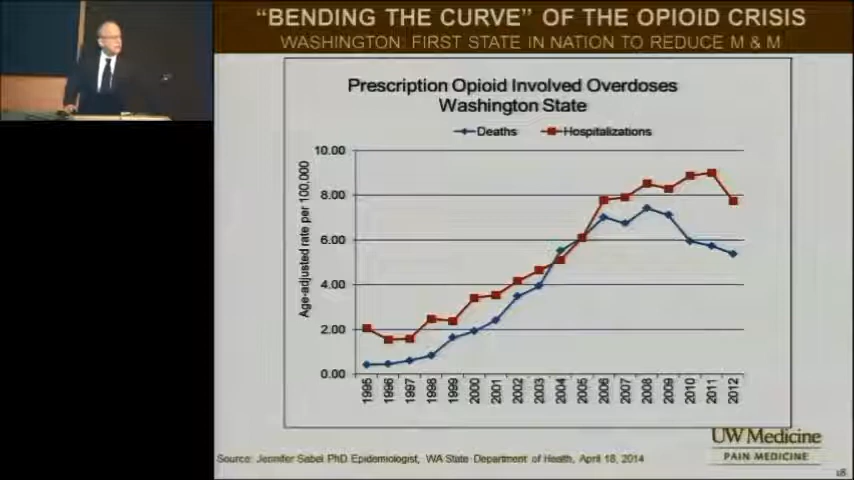 “BENDING THE CURVE” OF THE OPIOID CRISIS
WASHINGTON: FIRST STATE IN NATION TO REDUCE M & M
Prescription Opioid Involved Overdoses
Washington State
Deaths Hospitalizations
Age-adjusted rate per 100,000
10.00
8.00
6.00
4.00
2.00
0.00
1995 1996 1997 1998 1999 2000 2001 2002 2003 2004 2005 2006 2007 2008 2009 2010 2011 2012
UW Medicine
PAIN MEDICINE
Source: Jennifer Sabel PhD Epidemiologist, WA State Department of Health, April 18, 2014
18